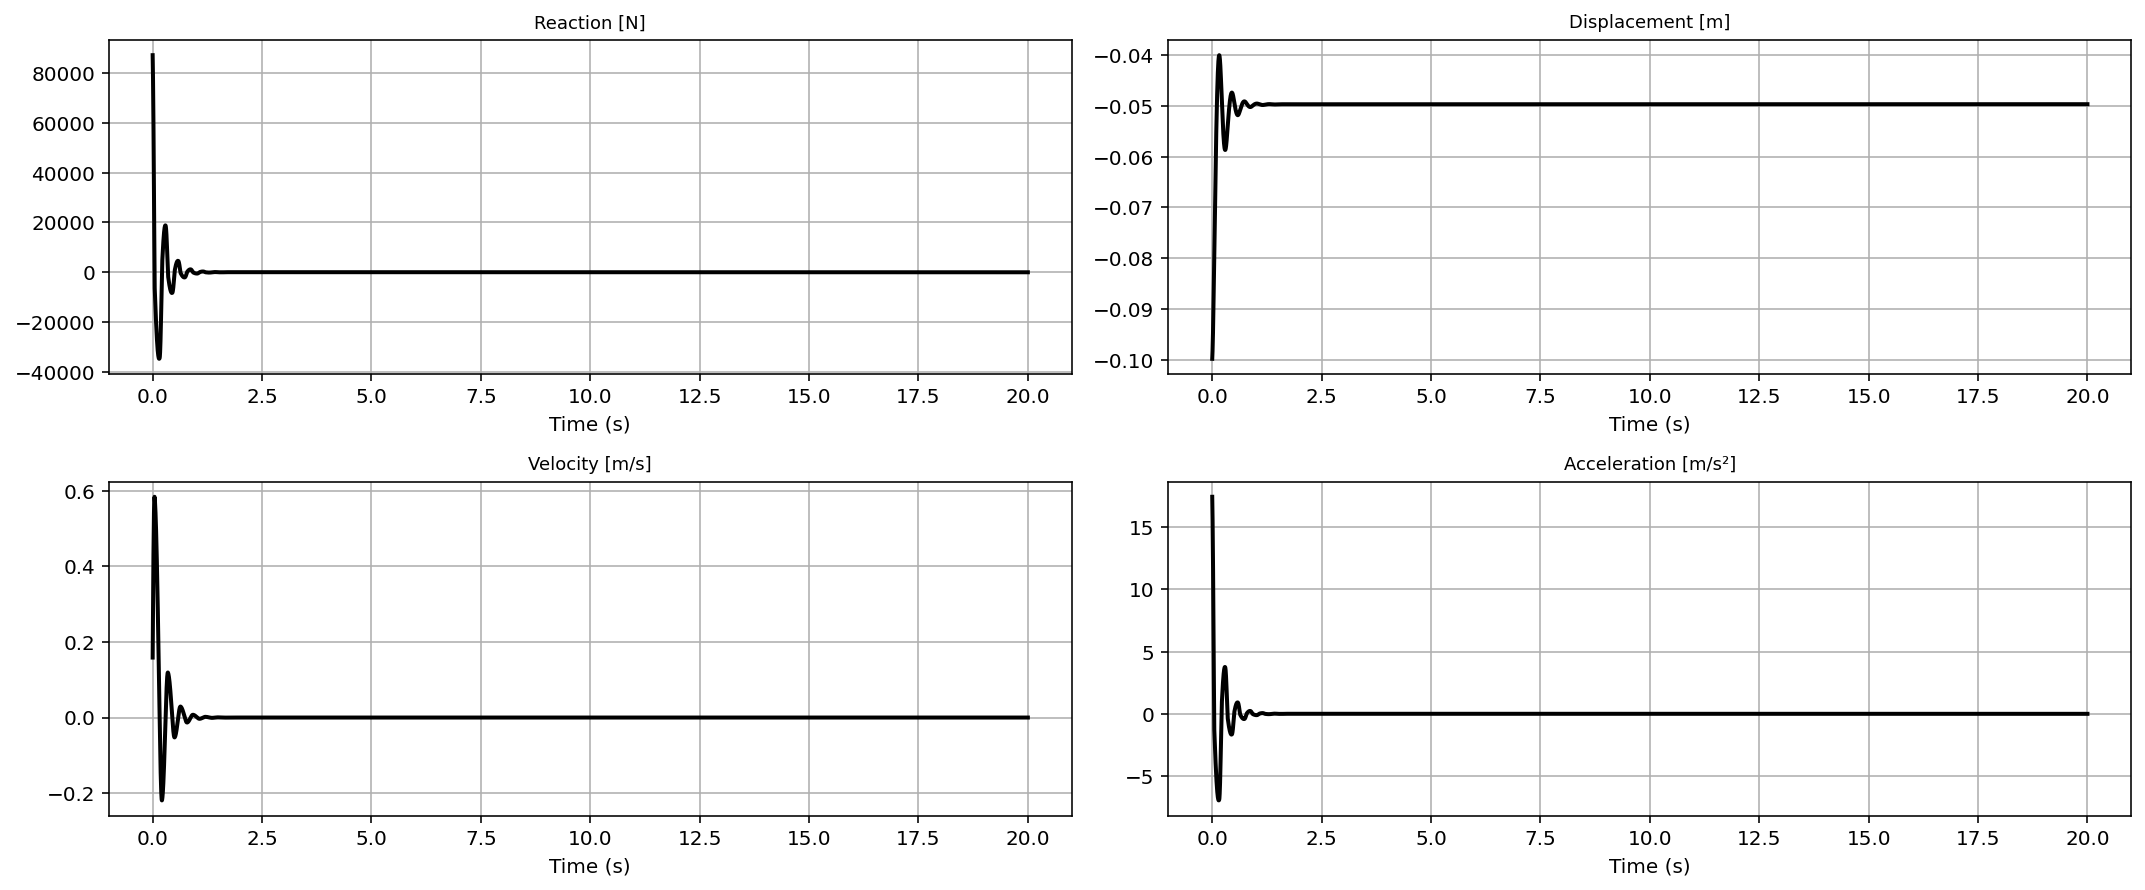 Reaction [N]
80000
60000
40000
20000
0
−20000
−40000
0.0 2.5 5.0 7.5 10.0 12.5 15.0 17.5 20.0
Time (s)
Displacement [m]
−0.04
−0.05
−0.06
−0.07
−0.08
−0.09
−0.10
0.0 2.5 5.0 7.5 10.0 12.5 15.0 17.5 20.0
Time (s)
Velocity [m/s]
0.6
0.4
0.2
0.0
−0.2
0.0 2.5 5.0 7.5 10.0 12.5 15.0 17.5 20.0
Time (s)
Acceleration [m/s²]
15
10
5
0
−5
0.0 2.5 5.0 7.5 10.0 12.5 15.0 17.5 20.0
Time (s)